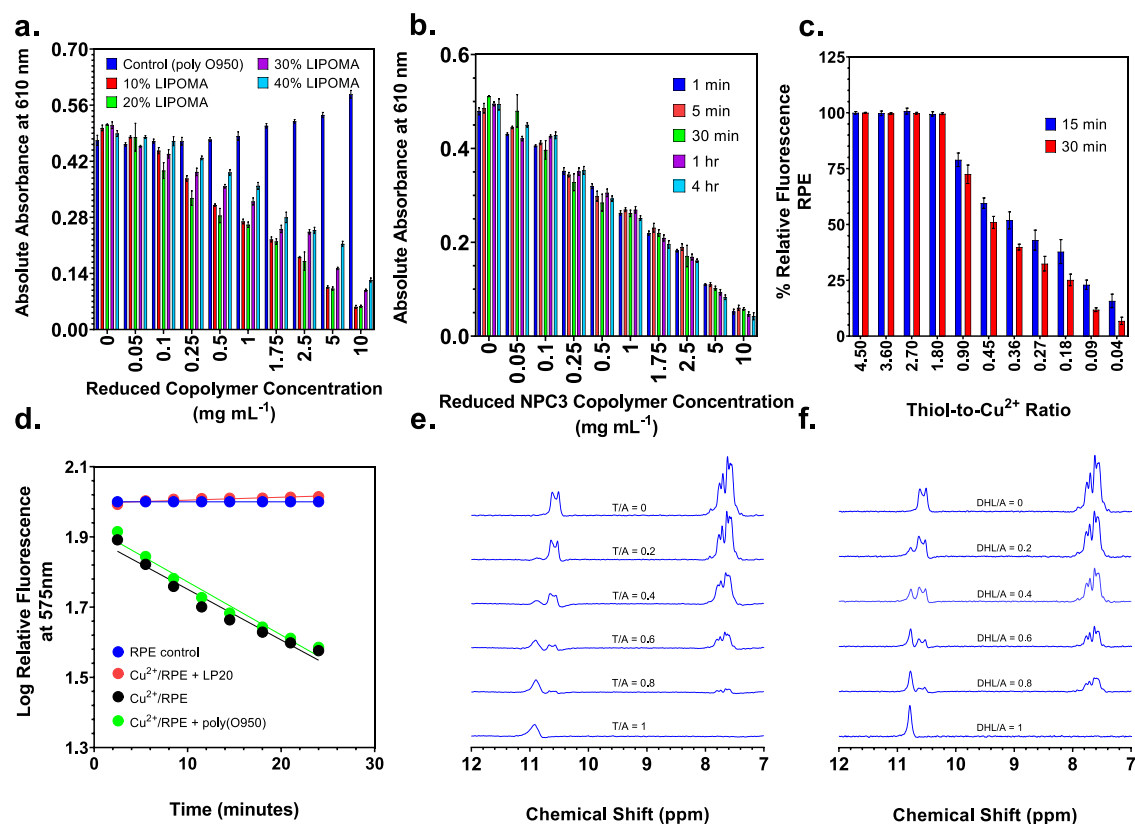 a.
Absolute Absorbance at 610 nm
0.70
0.56
0.42
0.28
0.14
0.00
Control (poly O950)
10% LIPOMA
20% LIPOMA
30% LIPOMA
40% LIPOMA
0
0.05
0.1
0.25
0.5
1
1.75
2.5
5
10
Reduced Copolymer Concentration
(mg mL⁻¹)
b.
Absolute Absorbance at 610 nm
0.6
0.4
0.2
0.0
1 min
5 min
30 min
1 hr
4 hr
0
0.05
0.1
0.25
0.5
1
1.75
2.5
5
10
Reduced NPC3 Copolymer Concentration
(mg mL⁻¹)
c.
% Relative Fluorescence
RPE
125
100
75
50
25
0
15 min
30 min
4.50
3.60
2.70
1.80
0.90
0.45
0.36
0.27
0.18
0.09
0.04
Thiol-to-Cu²⁺ Ratio
d.
Log Relative Fluorescence
at 575nm
2.1
1.9
1.7
1.5
1.3
RPE control
Cu²⁺/RPE + LP20
Cu²⁺/RPE
Cu²⁺/RPE + poly(O950)
0 10 20 30
Time (minutes)
e.
T/A = 0
T/A = 0.2
T/A = 0.4
T/A = 0.6
T/A = 0.8
T/A = 1
12 11 10 9 8 7
Chemical Shift (ppm)
f.
DHL/A = 0
DHL/A = 0.2
DHL/A = 0.4
DHL/A = 0.6
DHL/A = 0.8
DHL/A = 1
12 11 10 9 8 7
Chemical Shift (ppm)